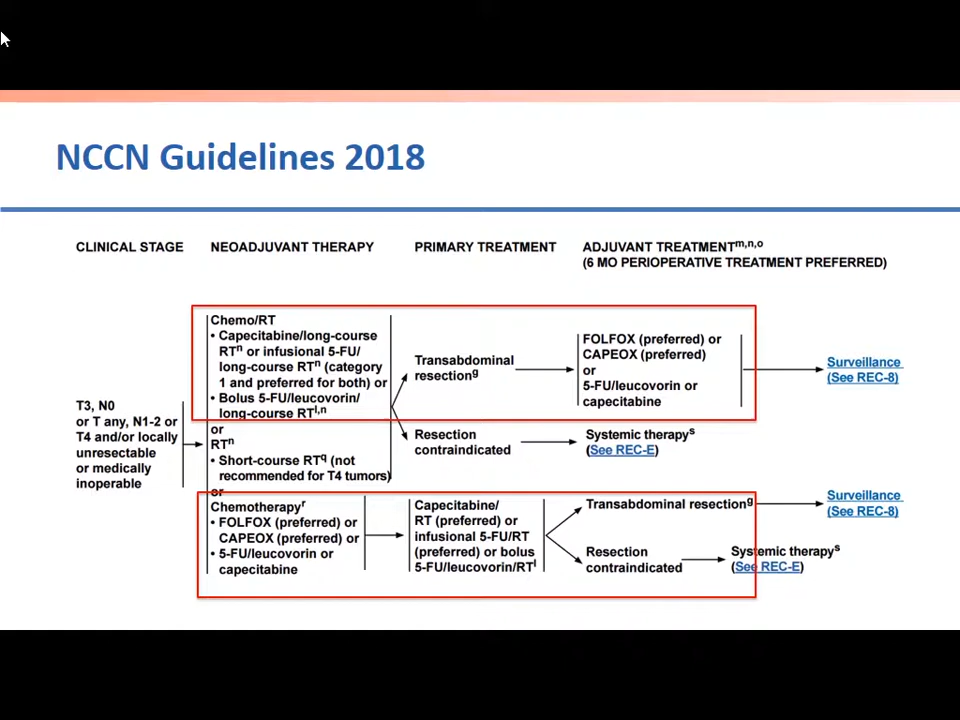 NCCN Guidelines 2018
CLINICAL STAGE
NEOADJUVANT THERAPY
PRIMARY TREATMENT
ADJUVANT TREATMENTm,n,o
(6 MO PERIOPERATIVE TREATMENT PREFERRED)
T3, N0
or T any, N1-2 or
T4 and/or locally
unresectable
or medically
inoperable
Chemo/RT
• Capecitabine/long-course
RTn or infusional 5-FU/
long-course RTn (category
1 and preferred for both) or
• Bolus 5-FU/leucovorin/
long-course RTl,n
or
RTn
• Short-course RTq (not
recommended for T4 tumors)
or
Chemotherapyr
• FOLFOX (preferred) or
CAPEOX (preferred) or
• 5-FU/leucovorin or
capecitabine
Transabdominal
resectiong
Resection
contraindicated
FOLFOX (preferred) or
CAPEOX (preferred)
or
5-FU/leucovorin or
capecitabine
Surveillance
(See REC-8)
Systemic therapys
(See REC-E)
Capecitabine/
RT (preferred) or
infusional 5-FU/RT
(preferred) or bolus
5-FU/leucovorin/RTl
Transabdominal resectiong
Surveillance
(See REC-8)
Resection
contraindicated
Systemic therapys
(See REC-E)